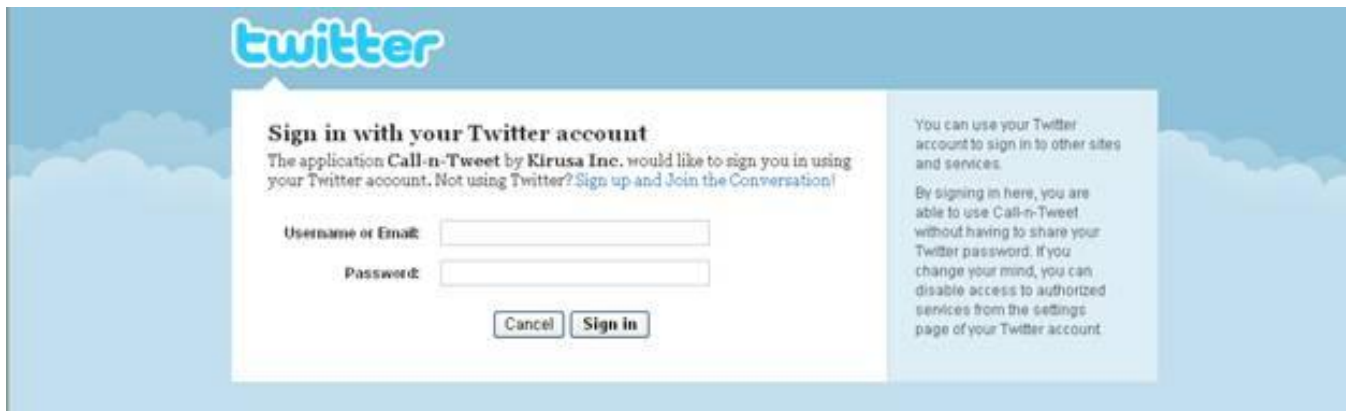 twitter
Sign in with your Twitter account
The application Call-n-Tweet by Kirusa Inc. would like to sign you in using
your Twitter account. Not using Twitter? Sign up and Join the Conversation!
Username or Email:
Password:
Cancel
Sign in
You can use your Twitter
account to sign in to other sites
and services.
By signing in here, you are
able to use Call-n-Tweet
without having to share your
Twitter password. If you
change your mind, you can
disable access to authorized
services from the settings
page of your Twitter account